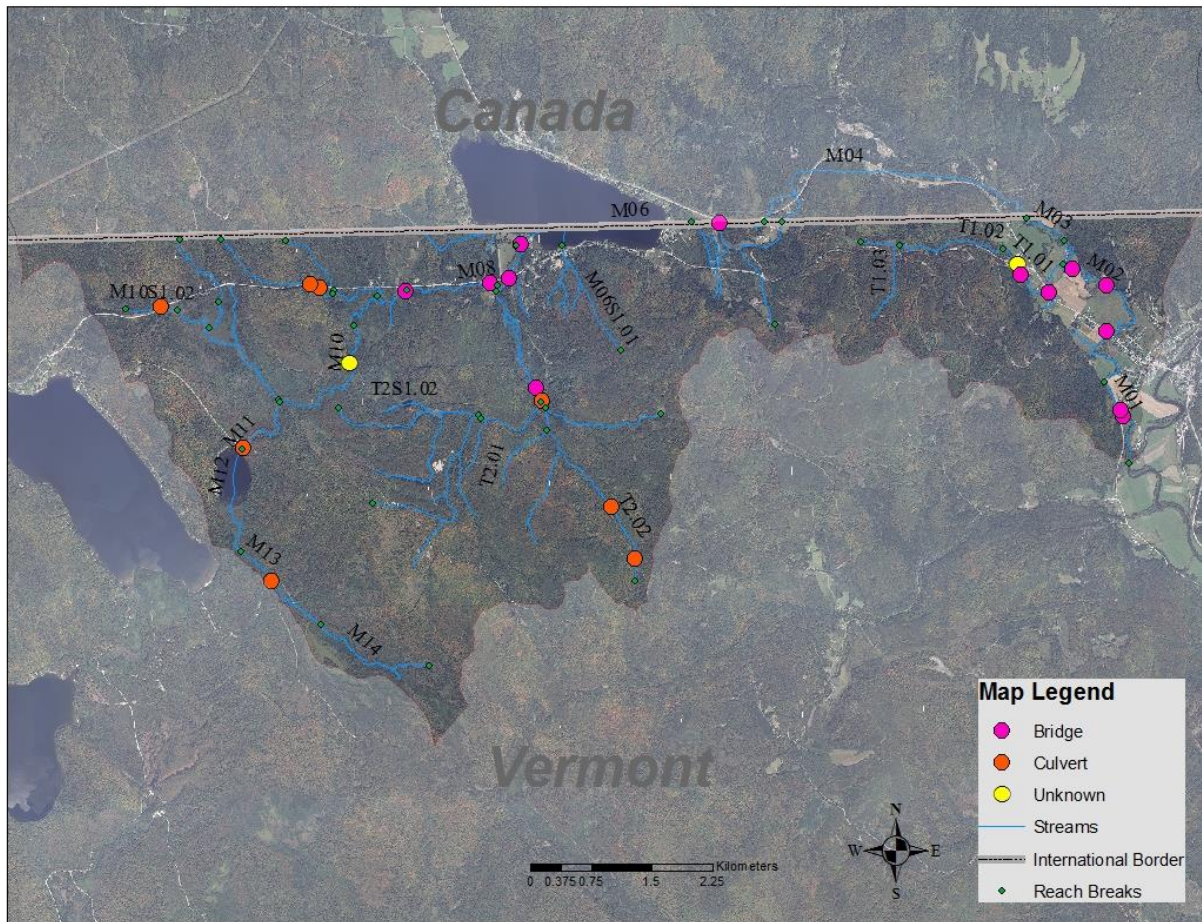 Canada
M04
M06
M03
T1.02
T1.01
M02
T1.03
M08
M10S1.02
M06S1.01
M10
T2S1.02
M01
M11
M12
T2.01
T2.02
M13
M14
Vermont
Map Legend
Bridge
Culvert
Unknown
Streams
International Border
Reach Breaks
N
W E
S
Kilometers
0 0.375 0.75 1.5 2.25